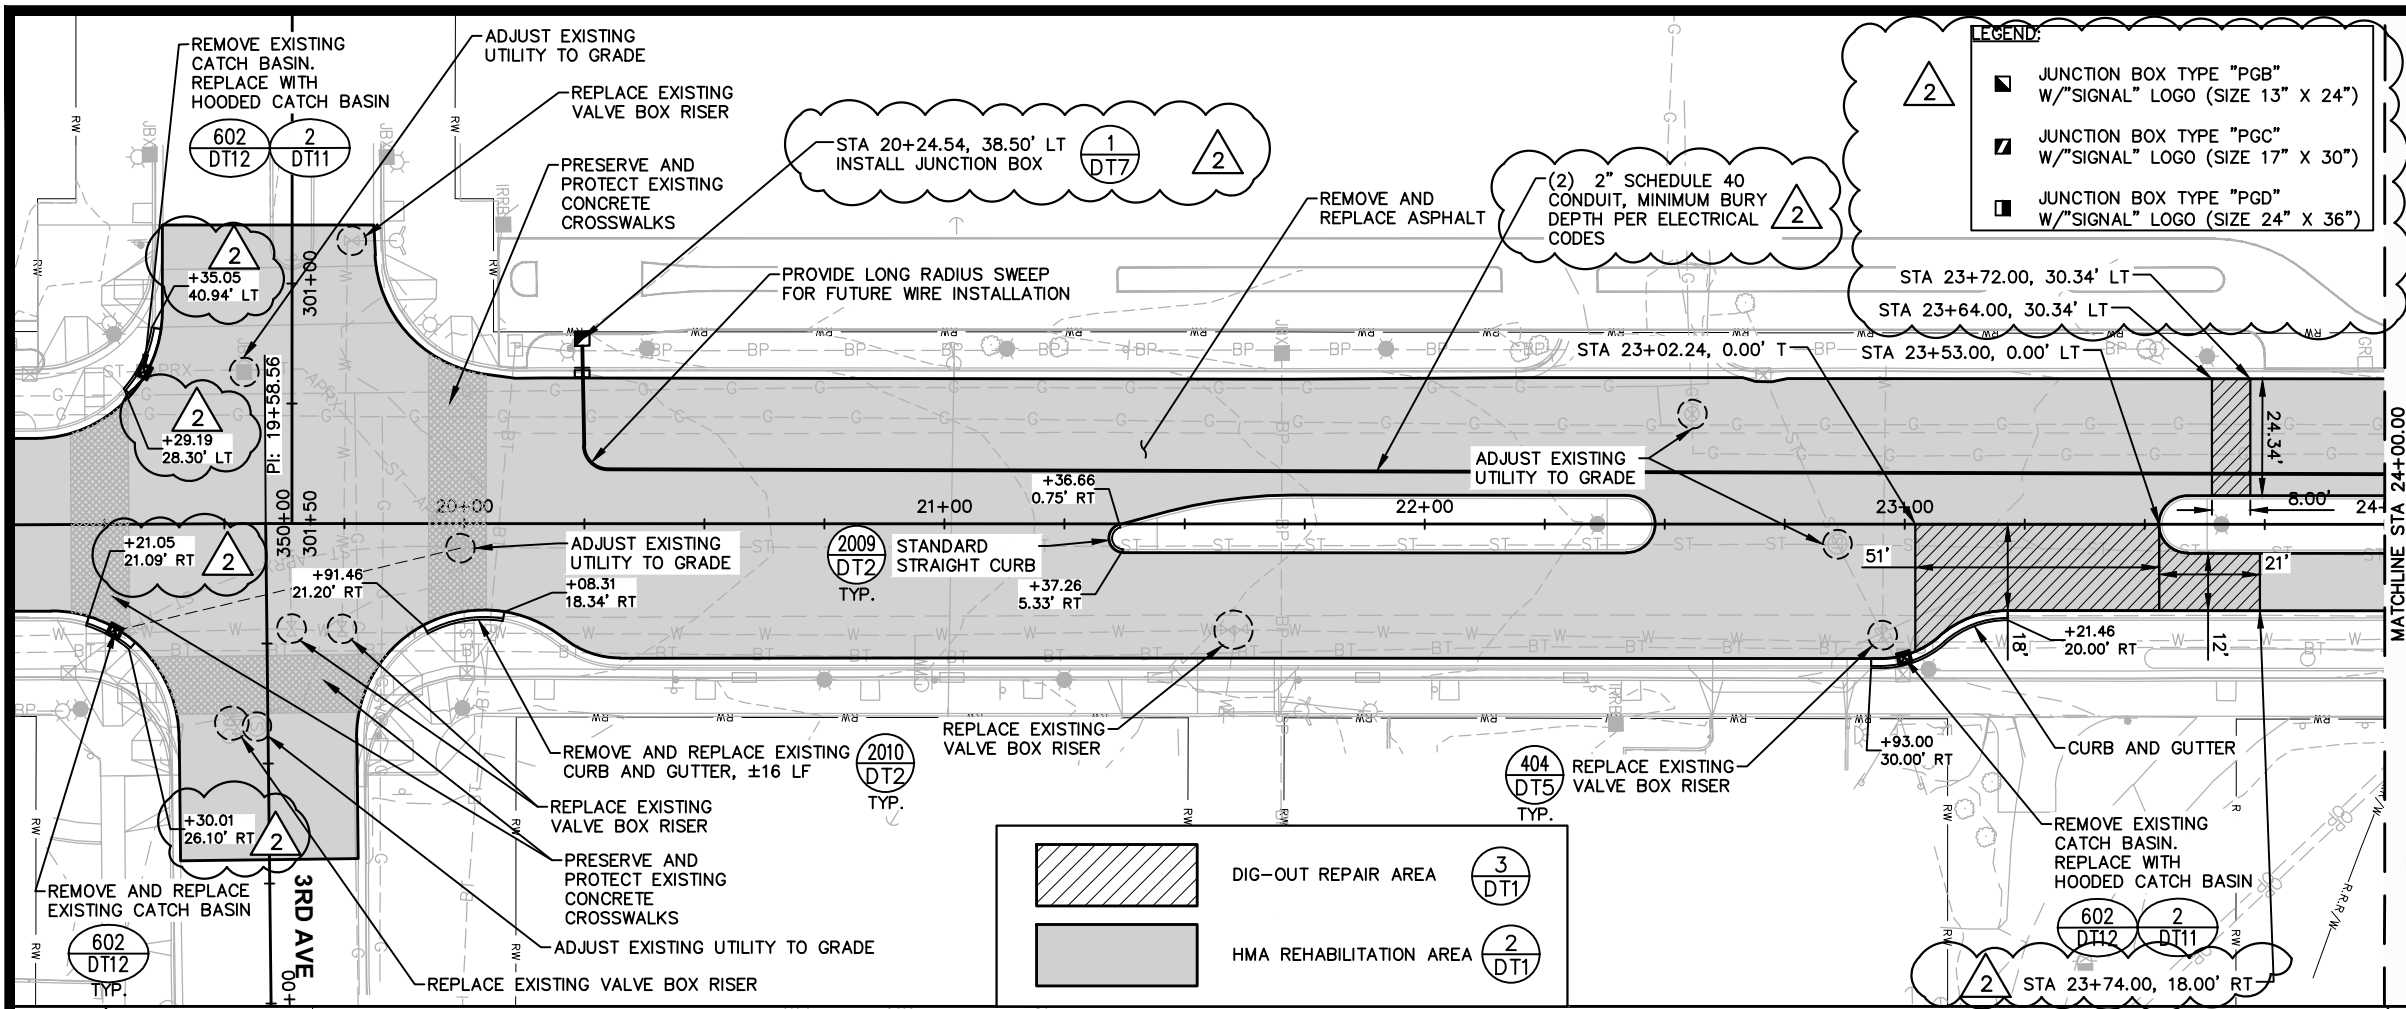 REMOVE EXISTING
CATCH BASIN.
REPLACE WITH
HOODED CATCH BASIN
602
DT12
2
DT11
ADJUST EXISTING
UTILITY TO GRADE
REPLACE EXISTING
VALVE BOX RISER
PRESERVE AND
PROTECT EXISTING
CONCRETE
CROSSWALKS
STA 20+24.54, 38.50' LT
INSTALL JUNCTION BOX
1
DT7
2
PROVIDE LONG RADIUS SWEEP
FOR FUTURE WIRE INSTALLATION
REMOVE AND
REPLACE ASPHALT
(2) 2" SCHEDULE 40
CONDUIT, MINIMUM BURY
DEPTH PER ELECTRICAL
CODES
2
LEGEND:
2
JUNCTION BOX TYPE "PGB"
W/"SIGNAL" LOGO (SIZE 13" X 24")
JUNCTION BOX TYPE "PGC"
W/"SIGNAL" LOGO (SIZE 17" X 30")
JUNCTION BOX TYPE "PGD"
W/"SIGNAL" LOGO (SIZE 24" X 36")
STA 23+72.00, 30.34' LT
STA 23+64.00, 30.34' LT
STA 23+02.24, 0.00' T
STA 23+53.00, 0.00' LT
2
+35.05
40.94' LT
301+00
2
+29.19
28.30' LT
PI: 19+58.56
350+00
301+50
20+00
21+00
22+00
23+00
24+
24.34'
8.00'
MATCHLINE STA 24+00.00
ADJUST EXISTING
UTILITY TO GRADE
+36.66
0.75' RT
+21.05
21.09' RT
2
+91.46
21.20' RT
ADJUST EXISTING
UTILITY TO GRADE
+08.31
18.34' RT
2009
DT2
TYP.
STANDARD
STRAIGHT CURB
+37.26
5.33' RT
51'
21'
18'
12'
+21.46
20.00' RT
REMOVE AND REPLACE EXISTING
CURB AND GUTTER, ±16 LF
2010
DT2
TYP.
REPLACE EXISTING
VALVE BOX RISER
404
DT5
TYP.
REPLACE EXISTING
VALVE BOX RISER
+93.00
30.00' RT
CURB AND GUTTER
REPLACE EXISTING
VALVE BOX RISER
+30.01
26.10' RT
2
PRESERVE AND
PROTECT EXISTING
CONCRETE
CROSSWALKS
REMOVE AND REPLACE
EXISTING CATCH BASIN
602
DT12
TYP.
3RD AVE
00+
ADJUST EXISTING UTILITY TO GRADE
REPLACE EXISTING VALVE BOX RISER
DIG-OUT REPAIR AREA
3
DT1
HMA REHABILITATION AREA
2
DT1
REMOVE EXISTING
CATCH BASIN.
REPLACE WITH
HOODED CATCH BASIN
602
DT12
2
DT11
2
STA 23+74.00, 18.00' RT
R.R.R/W